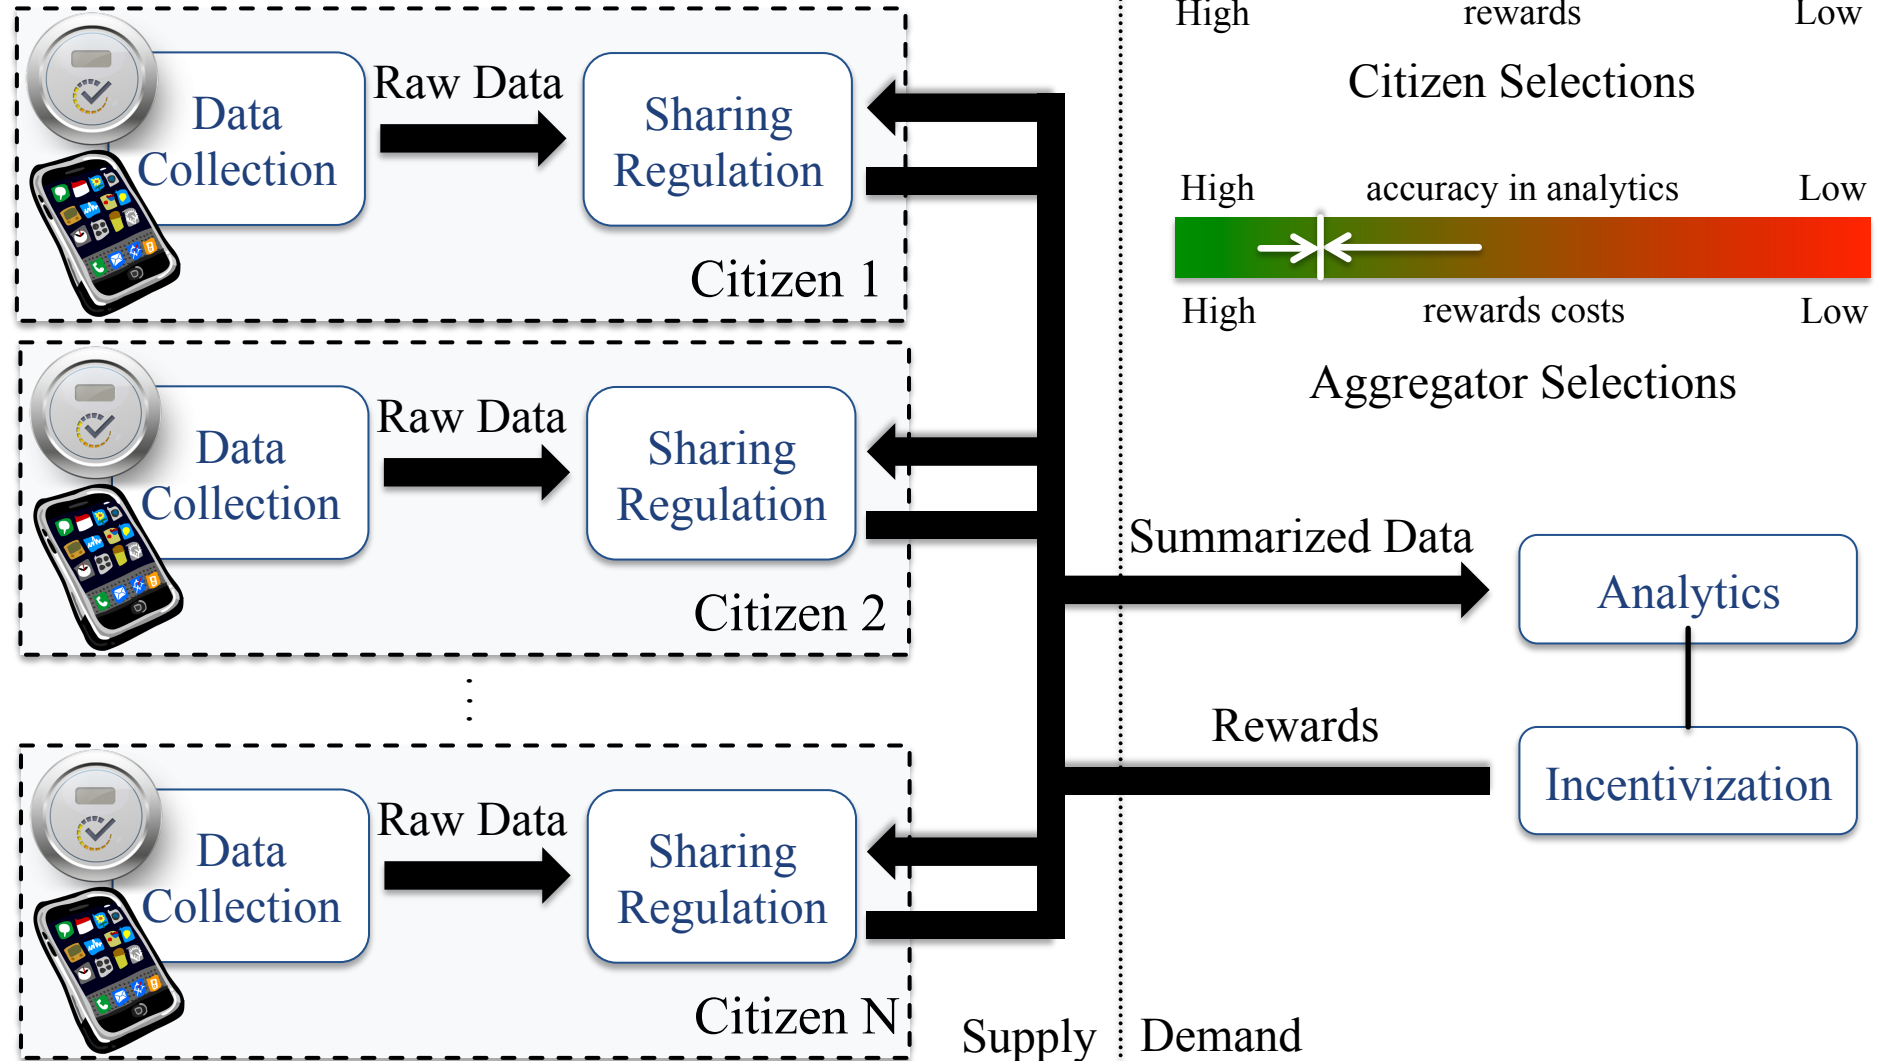 High rewards Low
Citizen Selections
High accuracy in analytics Low
High rewards costs Low
Aggregator Selections
Raw Data
Data
Collection
Sharing
Regulation
Citizen 1
Raw Data
Data
Collection
Sharing
Regulation
Citizen 2
Raw Data
Data
Collection
Sharing
Regulation
Citizen N
Summarized Data
Analytics
Rewards
Incentivization
Supply
Demand